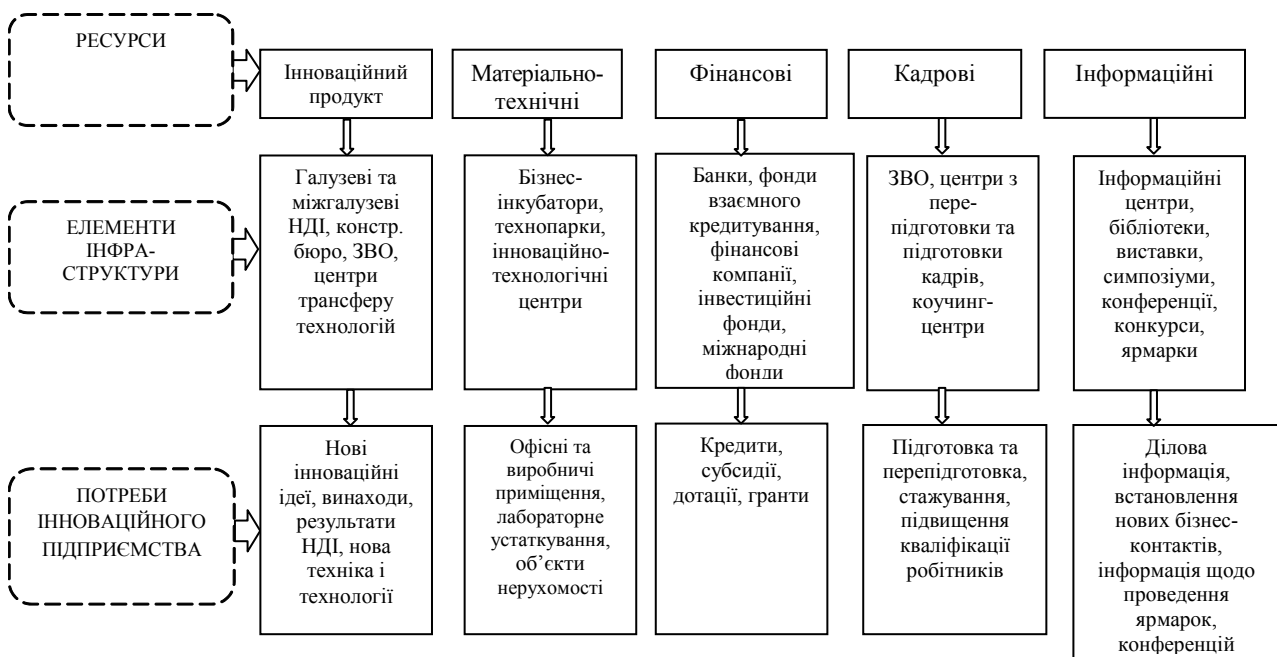 РЕСУРСИ
Інноваційний
продукт
Матеріально-
технічні
Фінансові
Кадрові
Інформаційні
ЕЛЕМЕНТИ
ІНФРА-
СТРУКТУРИ
Галузеві та
міжгалузеві
НДІ, констр.
бюро, ЗВО,
центри
трансферу
технологій
Бізнес-
інкубатори,
технопарки,
інноваційно-
технологічні
центри
Банки, фонди
взаємного
кредитування,
фінансові
компанії,
інвестиційні
фонди,
міжнародні
фонди
ЗВО, центри з
пере-
підготовки та
підготовки
кадрів,
коучинг-
центри
Інформаційні
центри,
бібліотеки,
виставки,
симпозіуми,
конференції,
конкурси,
ярмарки
ПОТРЕБИ
ІННОВАЦІЙНОГО
ПІДПРИЄМСТВА
Нові
інноваційні
ідеї, винаходи,
результати
НДІ, нова
техніка і
технології
Офісні та
виробничі
приміщення,
лабораторне
устаткування,
об’єкти
нерухомості
Кредити,
субсидії,
дотації, гранти
Підготовка та
перепідготовка,
стажування,
підвищення
кваліфікації
робітників
Ділова
інформація,
встановлення
нових бізнес-
контактів,
інформація щодо
проведення
ярмарок,
конференцій